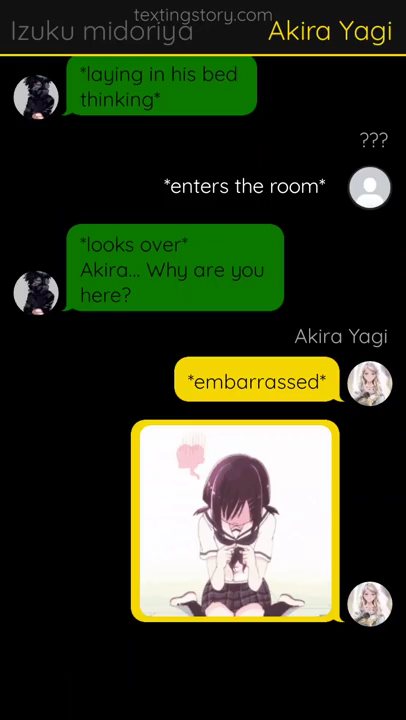 textingstory.com
Izuku midoriya
Akira Yagi
*laying in his bed
thinking*
???
*enters the room*
*looks over*
Akira... Why are you
here?
Akira Yagi
*embarrassed*